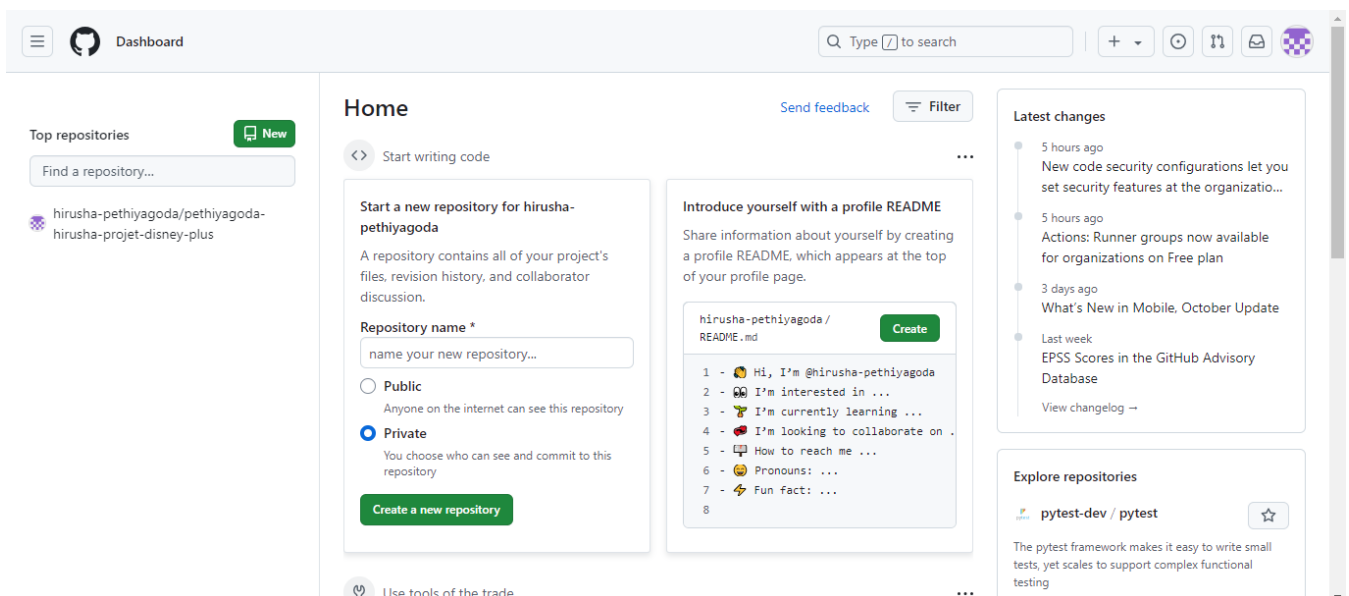 Dashboard
Type / to search
Top repositories
New
Find a repository...
hirusha-pethiyagoda/pethiyagoda-
hirusha-projet-disney-plus
Home
Send feedback
Filter
Start writing code
Start a new repository for hirusha-
pethiyagoda
A repository contains all of your project's
files, revision history, and collaborator
discussion.
Repository name *
name your new repository...
Public
Anyone on the internet can see this repository
Private
You choose who can see and commit to this
repository
Create a new repository
Introduce yourself with a profile README
Share information about yourself by creating
a profile README, which appears at the top
of your profile page.
hirusha-pethiyagoda/
README.md
Create
1 - 👋 Hi, I'm @hirusha-pethiyagoda
2 - 👀 I'm interested in ...
3 - 🌱 I'm currently learning ...
4 - 💞️ I'm looking to collaborate on .
5 - 📫 How to reach me ...
6 - 😄 Pronouns: ...
7 - ⚡ Fun fact: ...
8
Use tools of the trade
Latest changes
5 hours ago
New code security configurations let you
set security features at the organizatio...
5 hours ago
Actions: Runner groups now available
for organizations on Free plan
3 days ago
What's New in Mobile, October Update
Last week
EPSS Scores in the GitHub Advisory
Database
View changelog →
Explore repositories
pytest-dev / pytest
The pytest framework makes it easy to write small
tests, yet scales to support complex functional
testing